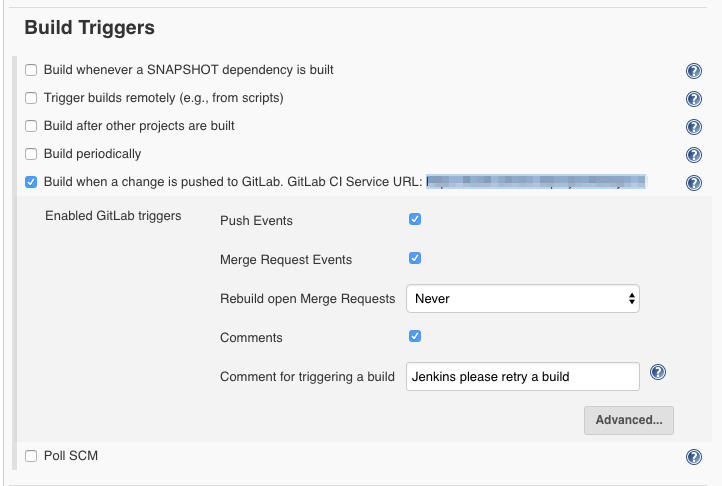 Build Triggers
Build whenever a SNAPSHOT dependency is built
Trigger builds remotely (e.g., from scripts)
Build after other projects are built
Build periodically
Build when a change is pushed to GitLab. GitLab CI Service URL:
Enabled GitLab triggers
Push Events
Merge Request Events
Rebuild open Merge Requests Never
Comments
Comment for triggering a build Jenkins please retry a build
Advanced...
Poll SCM